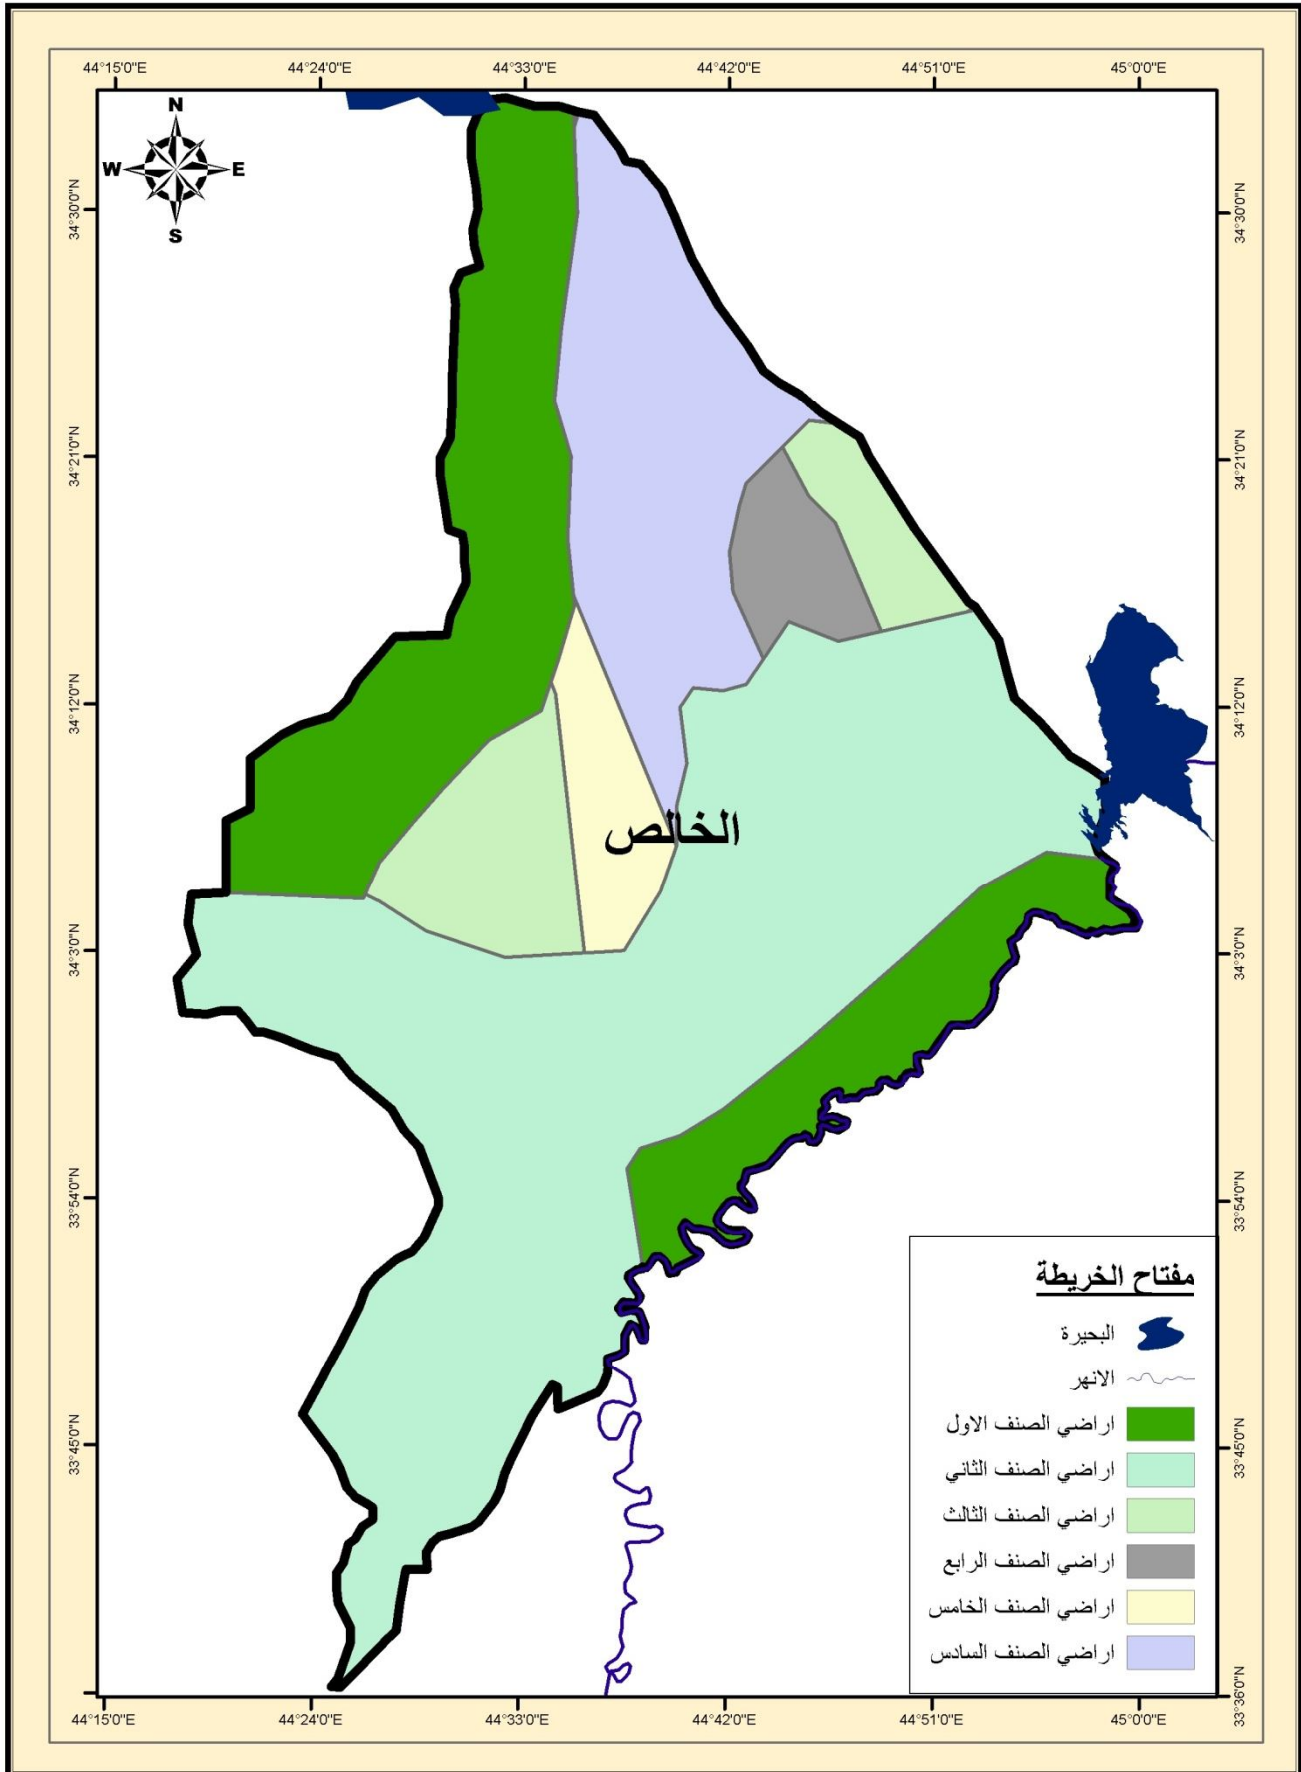 44°15'0"E 44°24'0"E 44°33'0"E 44°42'0"E 44°51'0"E 45°0'0"E
N
W E
S
34°30'0"N 34°30'0"N
34°21'0"N 34°21'0"N
34°12'0"N 34°12'0"N
الخالص
34°3'0"N 34°3'0"N
33°54'0"N 33°54'0"N
مفتاح الخريطة
البحيرة
الانهر
اراضي الصنف الاول
33°45'0"N 33°45'0"N
اراضي الصنف الثاني
اراضي الصنف الثالث
اراضي الصنف الرابع
اراضي الصنف الخامس
اراضي الصنف السادس
33°36'0"N
44°15'0"E 44°24'0"E 44°33'0"E 44°42'0"E 44°51'0"E 45°0'0"E